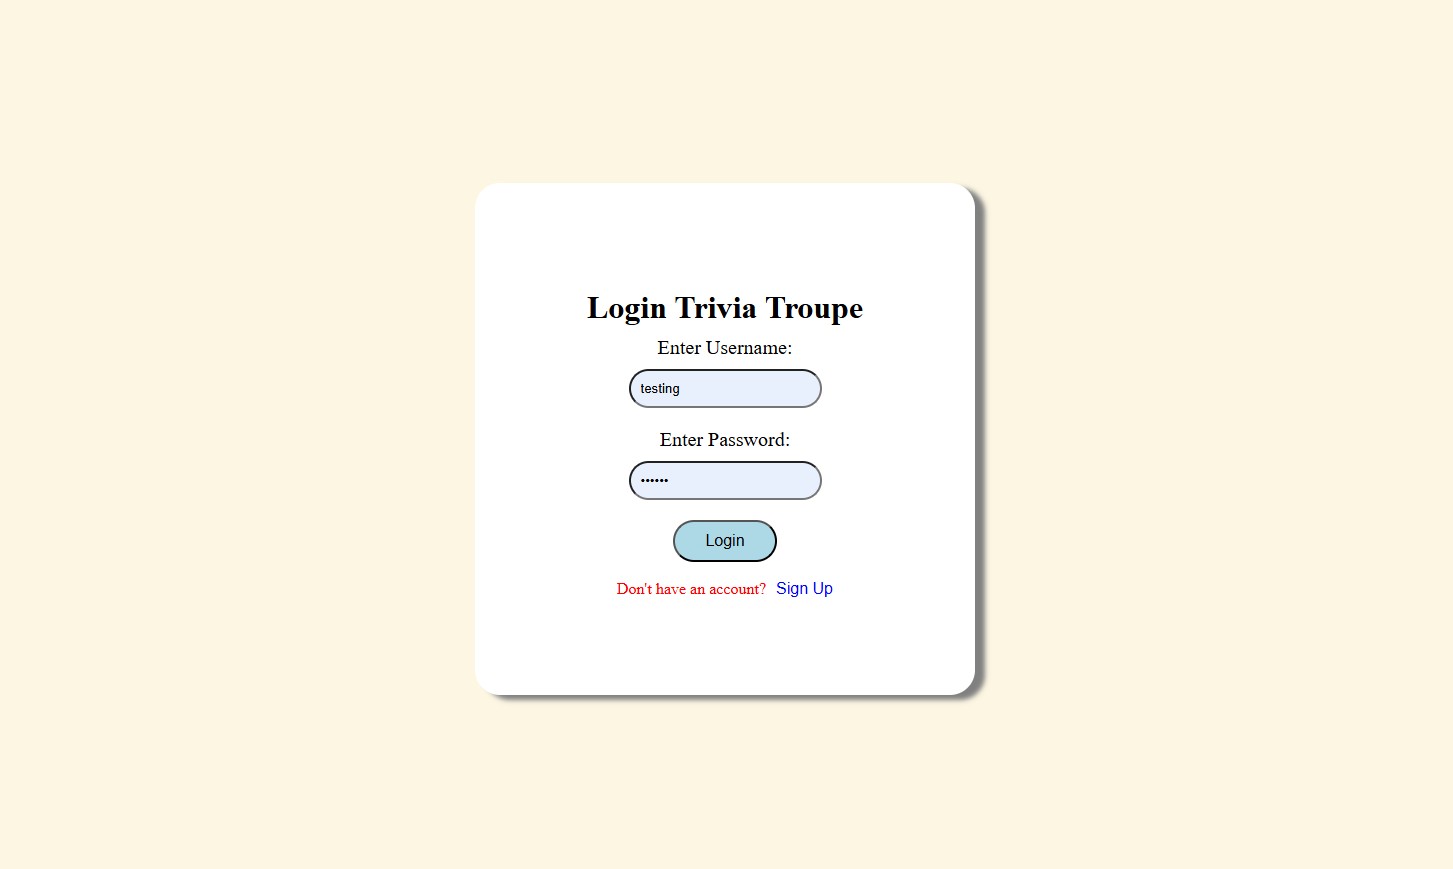 Login Trivia Troupe
Enter Username:
testing
Enter Password:
••••••
Login
Don't have an account? Sign Up